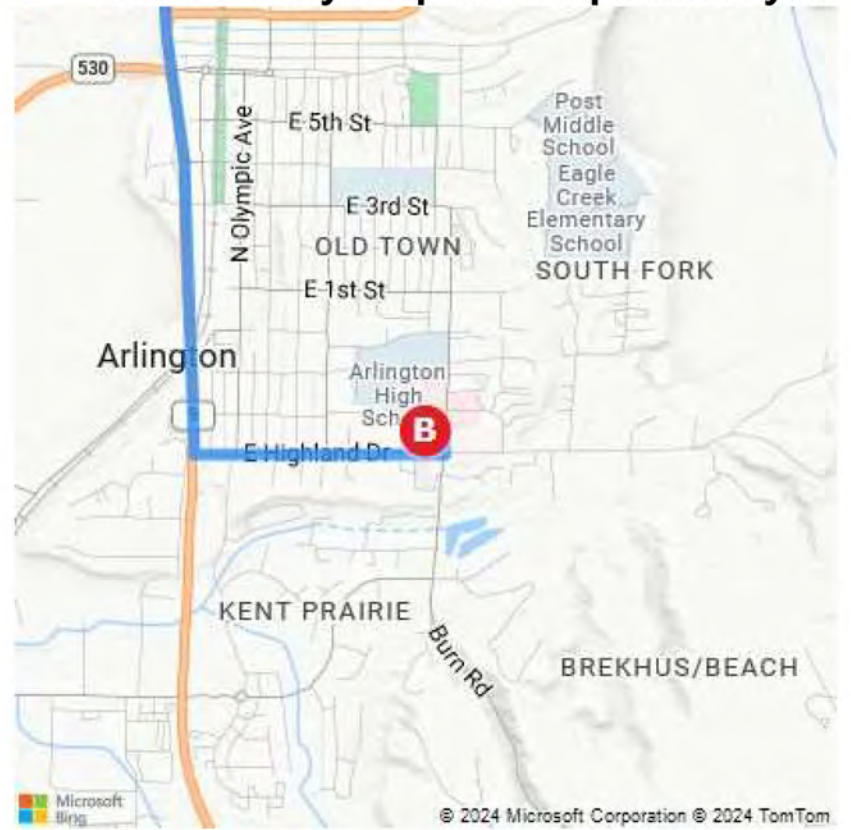 530
Post
Middle
School
Eagle
Creek
Elementary
School
E 5th St
N Olympic Ave
E 3rd St
OLD TOWN
SOUTH FORK
E 1st St
Arlington
Arlington
High
B
E Highland Dr
KENT PRAIRIE
Burn Rd
BREKHUS/BEACH
Microsoft
Bing
© 2024 Microsoft Corporation © 2024 TomTom